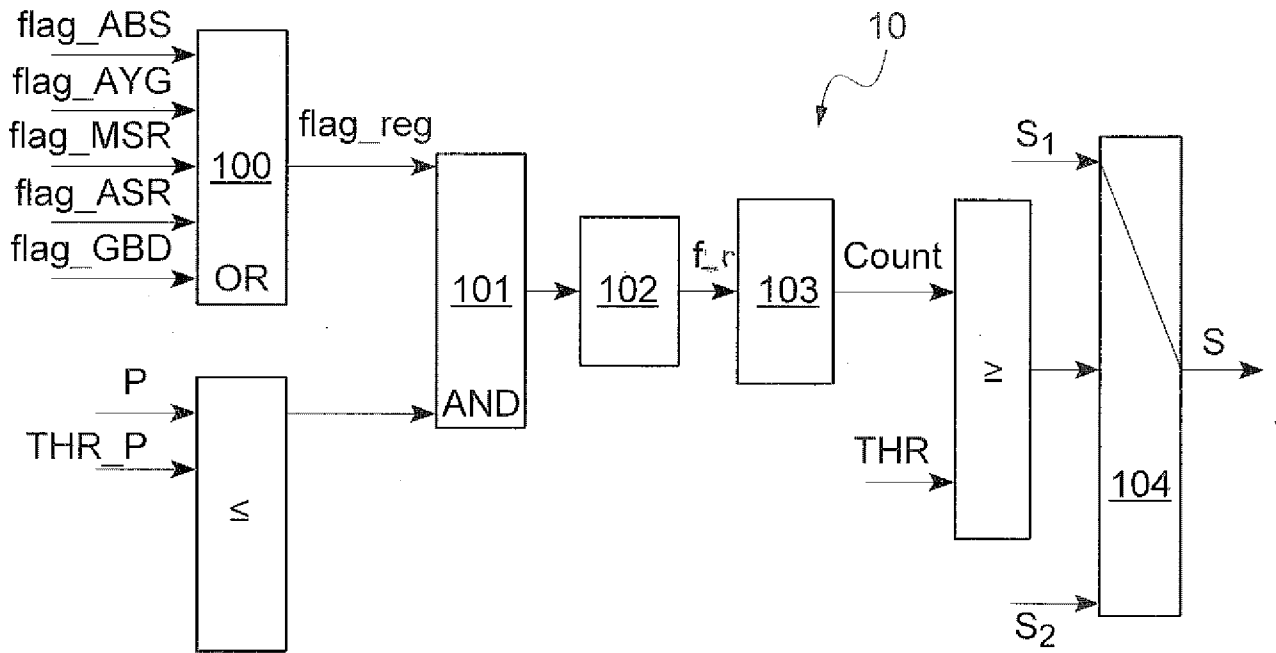 flag_ABS
flag_AYG
flag_MSR
flag_ASR
flag_GBD
100
OR
flag_reg
P
THR_P
≤
101
AND
102
f_r
103
Count
THR
≥
10
S1
S2
104
S